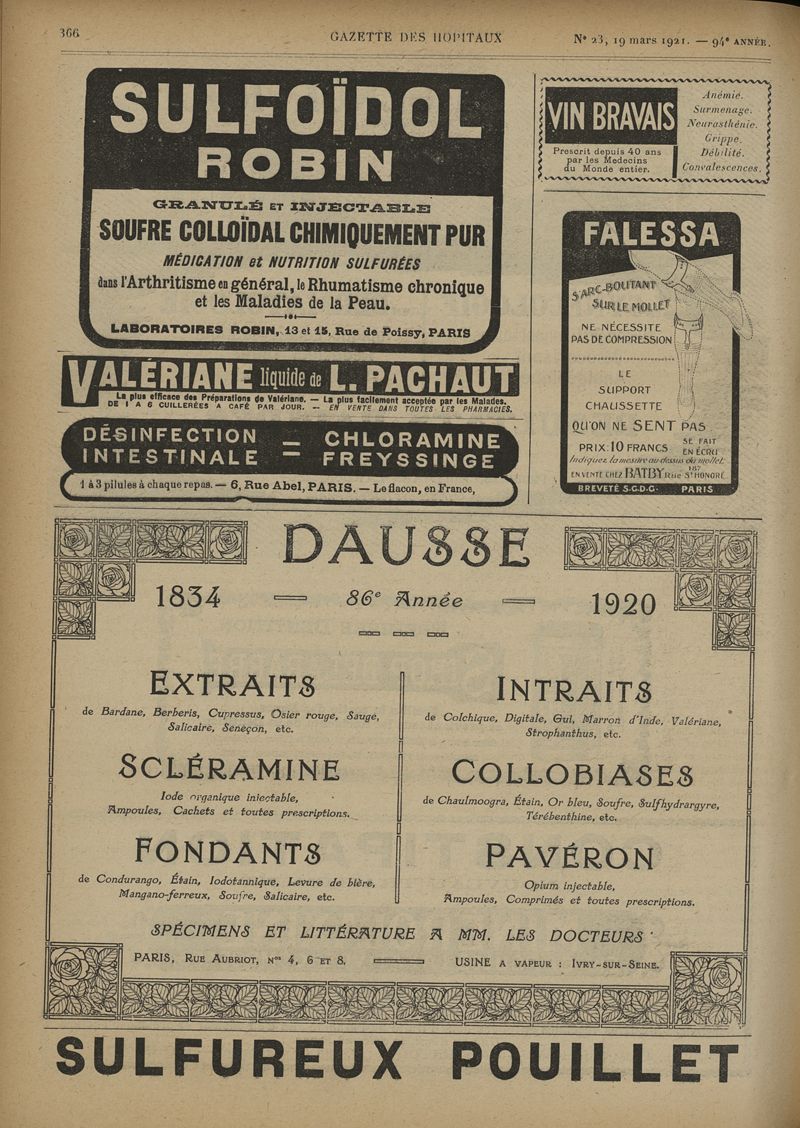 366
GAZETTE DES HOPITAUX
Nº 23, 19 mars 1921. — 94e ANNÉE.
SULFOÏDOL
ROBIN
GRANULÉ ET INJECTABLE
SOUFRE COLLOÏDAL CHIMIQUEMENT PUR
MÉDICATION et NUTRITION SULFURÉES
dans l'Arthritisme en général, le Rhumatisme chronique
et les Maladies de la Peau.
LABORATOIRES ROBIN, 13 et 15, Rue de Poissy, PARIS
VIN BRAVAIS
Prescrit depuis 40 ans
par les Medecins
du Monde entier.
Anémie.
Surmenage.
Neurasthénie.
Grippe.
Débilité.
Convalescences.
FALESSA
S'ARC-BOUTANT
SUR LE MOLLET
NE NÉCESSITE
PAS DE COMPRESSION
LE
SUPPORT
CHAUSSETTE
QU'ON NE SENT PAS
PRIX: 10 FRANCS SE FAIT
EN ÉCRU
Indiquez la mesure au-dessus du mollet.
EN VENTE CHEZ BATBY 187 Rue St HONORÉ
BREVETÉ S.G.D.G. PARIS
VALÉRIANE liquide de L. PACHAUT
La plus efficace des Préparations de Valériane. — La plus facilement acceptée par les Malades.
DE 1 A 6 CUILLERÉES A CAFÉ PAR JOUR. — EN VENTE DANS TOUTES LES PHARMACIES.
DÉSINFECTION — CHLORAMINE
INTESTINALE — FREYSSINGE
1 à 3 pilules à chaque repas. — 6, Rue Abel, PARIS. — Le flacon, en France,
DAUSSE
1834 — 86e Année — 1920
EXTRAITS
de Bardane, Berberis, Cupressus, Osier rouge, Sauge,
Salicaire, Seneçon, etc.
SCLÉRAMINE
Iode organique injectable,
Ampoules, Cachets et toutes prescriptions.
FONDANTS
de Condurango, Étain, Iodotannique, Levure de bière,
Mangano-ferreux, Soufre, Salicaire, etc.
INTRAITS
de Colchique, Digitale, Gui, Marron d'Inde, Valériane,
Strophanthus, etc.
COLLOBIASES
de Chaulmoogra, Étain, Or bleu, Soufre, Sulfhydrargyre,
Térébenthine, etc.
PAVÉRON
Opium injectable,
Ampoules, Comprimés et toutes prescriptions.
SPÉCIMENS ET LITTÉRATURE A MM. LES DOCTEURS
PARIS, RUE AUBRIOT, Nos 4, 6 ET 8. — USINE A VAPEUR : IVRY-SUR-SEINE.
SULFUREUX POUILLET